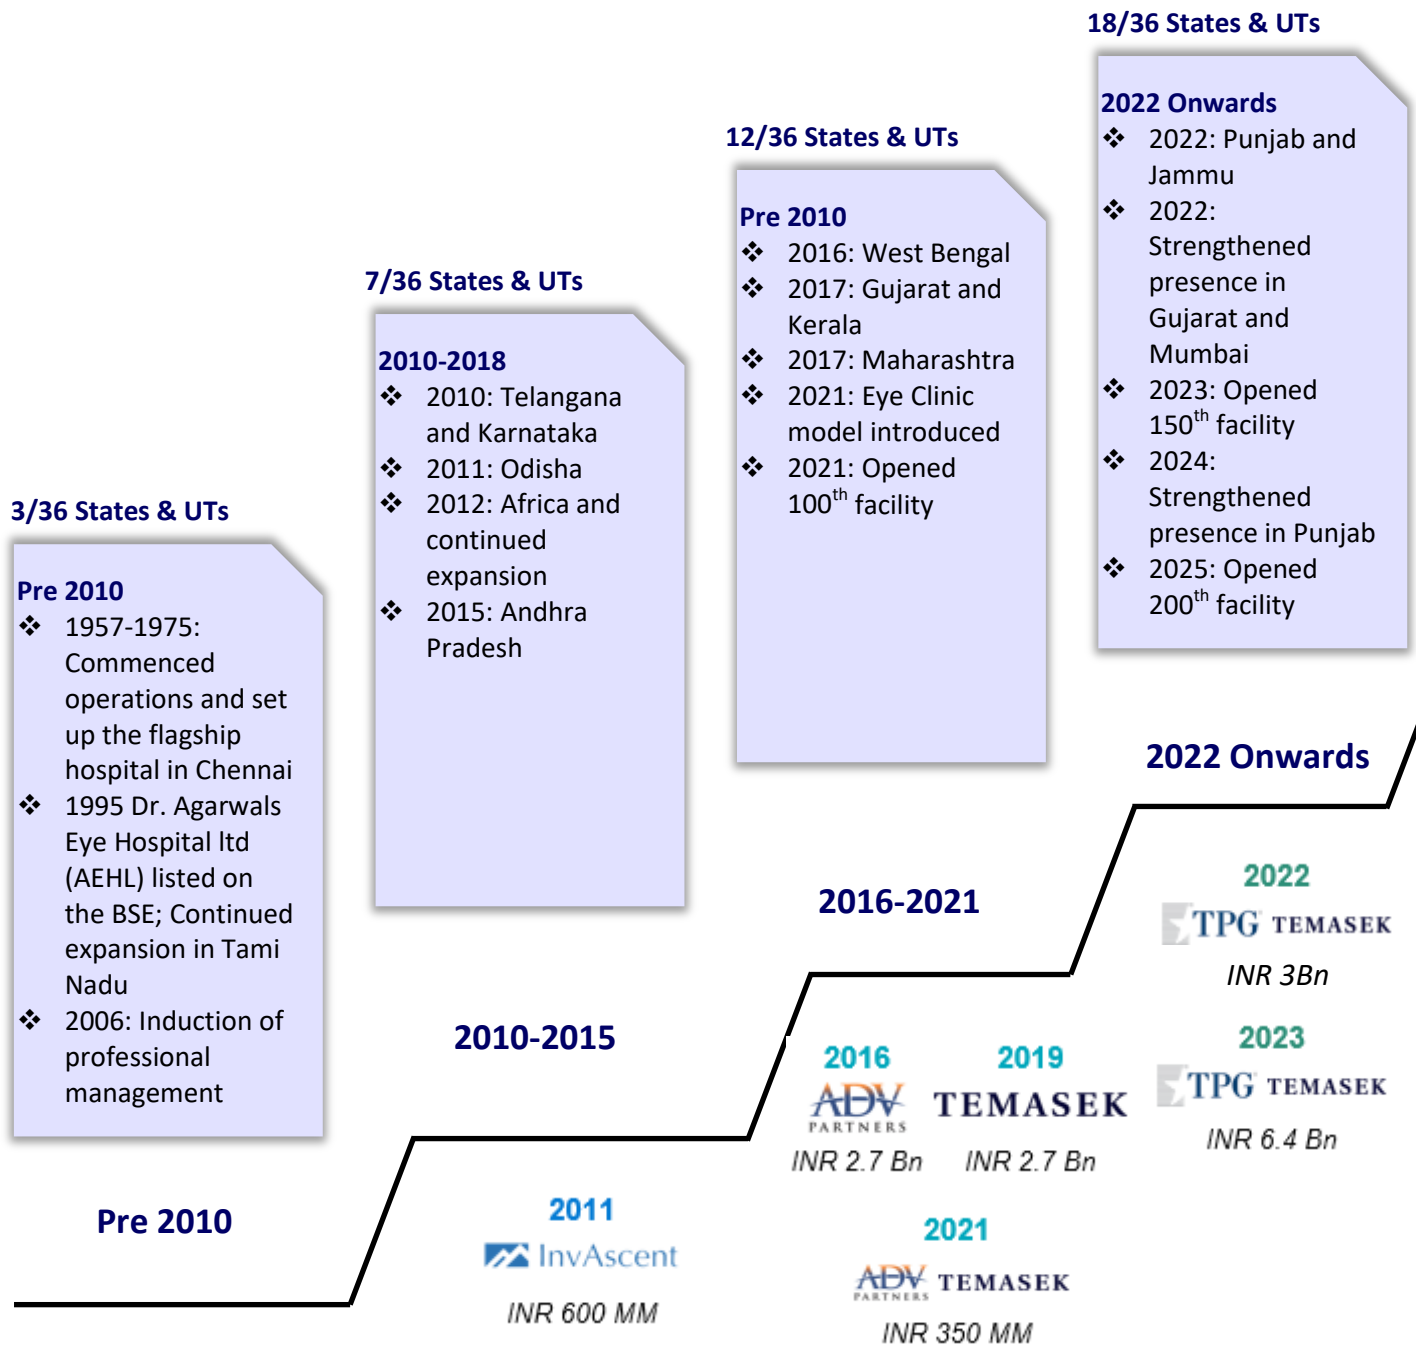 3/36 States & UTs
Pre 2010
❖ 1957-1975:
Commenced
operations and set
up the flagship
hospital in Chennai
❖ 1995 Dr. Agarwals
Eye Hospital ltd
(AEHL) listed on
the BSE; Continued
expansion in Tami
Nadu
❖ 2006: Induction of
professional
management
Pre 2010
7/36 States & UTs
2010-2018
❖ 2010: Telangana
and Karnataka
❖ 2011: Odisha
❖ 2012: Africa and
continued
expansion
❖ 2015: Andhra
Pradesh
2010-2015
2011
InvAscent
INR 600 MM
12/36 States & UTs
Pre 2010
❖ 2016: West Bengal
❖ 2017: Gujarat and
Kerala
❖ 2017: Maharashtra
❖ 2021: Eye Clinic
model introduced
❖ 2021: Opened
100th facility
2016-2021
2016
ADV
PARTNERS
INR 2.7 Bn
2019
TEMASEK
INR 2.7 Bn
2021
ADV
PARTNERS
TEMASEK
INR 350 MM
18/36 States & UTs
2022 Onwards
❖ 2022: Punjab and
Jammu
❖ 2022:
Strengthened
presence in
Gujarat and
Mumbai
❖ 2023: Opened
150th facility
❖ 2024:
Strengthened
presence in Punjab
❖ 2025: Opened
200th facility
2022 Onwards
2022
TPG TEMASEK
INR 3Bn
2023
TPG TEMASEK
INR 6.4 Bn